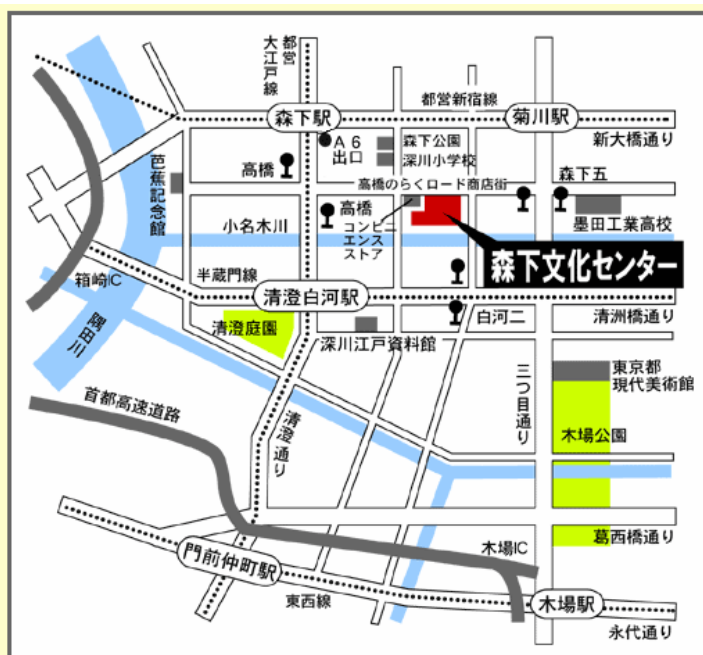 都営
大江戸線
都営新宿線
森下駅
菊川駅
新大橋通り
A6
出口
森下公園
深川小学校
高橋
高橋のらくロード商店街
森下五
芭蕉記念館
小名木川
高橋
コンビニ
エンス
ストア
墨田工業高校
森下文化センター
半蔵門線
箱崎IC
清澄白河駅
白河二
清洲橋通り
隅田川
清澄庭園
深川江戸資料館
三つ目通り
東京都
現代美術館
首都高速道路
清澄通り
木場公園
葛西橋通り
門前仲町駅
木場IC
東西線
木場駅
永代通り